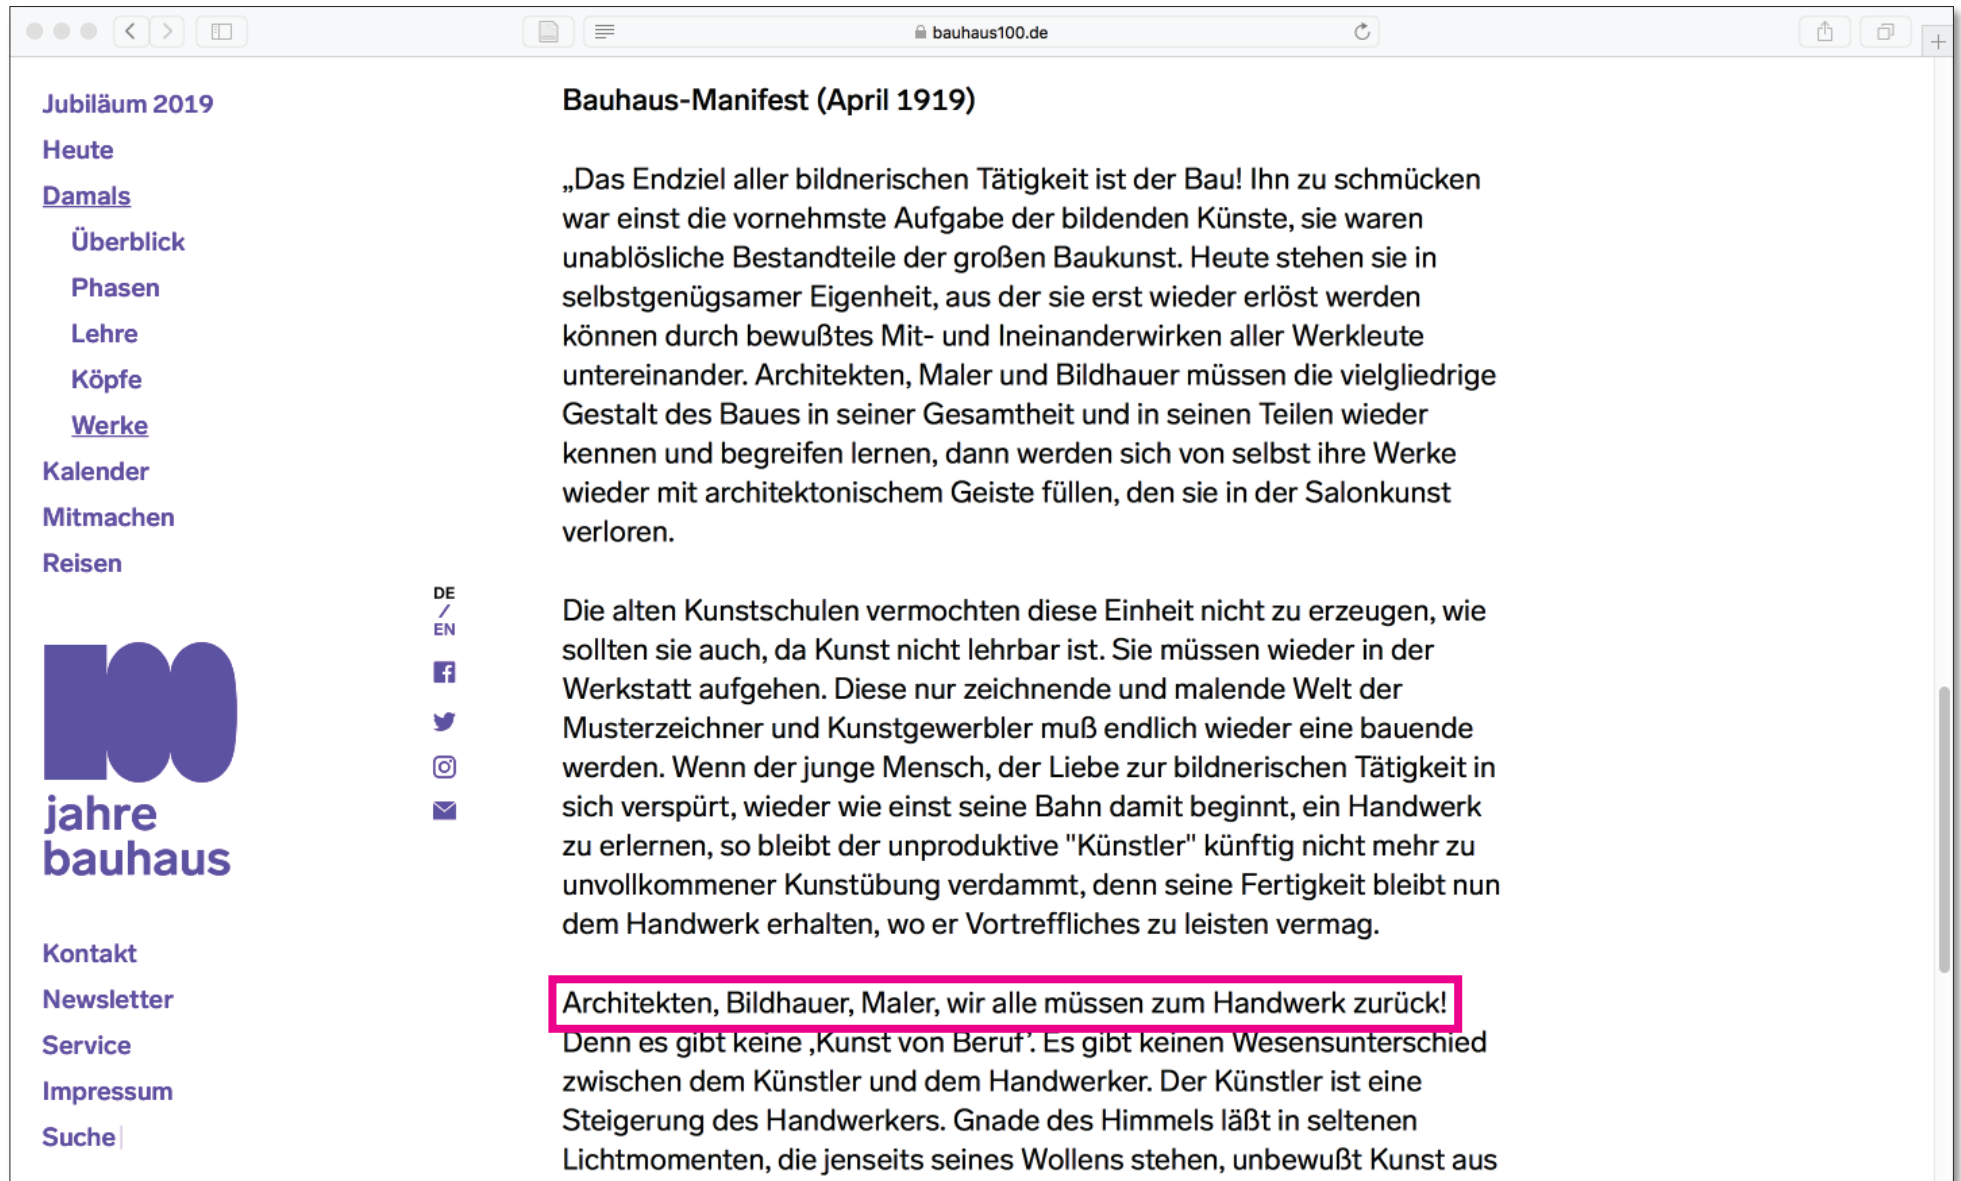 bauhaus100.de
Jubiläum 2019
Heute
Damals
Überblick
Phasen
Lehre
Köpfe
Werke
Kalender
Mitmachen
Reisen
100
jahre
bauhaus
Kontakt
Newsletter
Service
Impressum
Suche
DE
/
EN
Bauhaus-Manifest (April 1919)
„Das Endziel aller bildnerischen Tätigkeit ist der Bau! Ihn zu schmücken
war einst die vornehmste Aufgabe der bildenden Künste, sie waren
unablösliche Bestandteile der großen Baukunst. Heute stehen sie in
selbstgenügsamer Eigenheit, aus der sie erst wieder erlöst werden
können durch bewußtes Mit- und Ineinanderwirken aller Werkleute
untereinander. Architekten, Maler und Bildhauer müssen die vielgliedrige
Gestalt des Baues in seiner Gesamtheit und in seinen Teilen wieder
kennen und begreifen lernen, dann werden sich von selbst ihre Werke
wieder mit architektonischem Geiste füllen, den sie in der Salonkunst
verloren.
Die alten Kunstschulen vermochten diese Einheit nicht zu erzeugen, wie
sollten sie auch, da Kunst nicht lehrbar ist. Sie müssen wieder in der
Werkstatt aufgehen. Diese nur zeichnende und malende Welt der
Musterzeichner und Kunstgewerbler muß endlich wieder eine bauende
werden. Wenn der junge Mensch, der Liebe zur bildnerischen Tätigkeit in
sich verspürt, wieder wie einst seine Bahn damit beginnt, ein Handwerk
zu erlernen, so bleibt der unproduktive "Künstler" künftig nicht mehr zu
unvollkommener Kunstübung verdammt, denn seine Fertigkeit bleibt nun
dem Handwerk erhalten, wo er Vortreffliches zu leisten vermag.
Architekten, Bildhauer, Maler, wir alle müssen zum Handwerk zurück!
Denn es gibt keine ‚Kunst von Beruf’. Es gibt keinen Wesensunterschied
zwischen dem Künstler und dem Handwerker. Der Künstler ist eine
Steigerung des Handwerkers. Gnade des Himmels läßt in seltenen
Lichtmomenten, die jenseits seines Wollens stehen, unbewußt Kunst aus